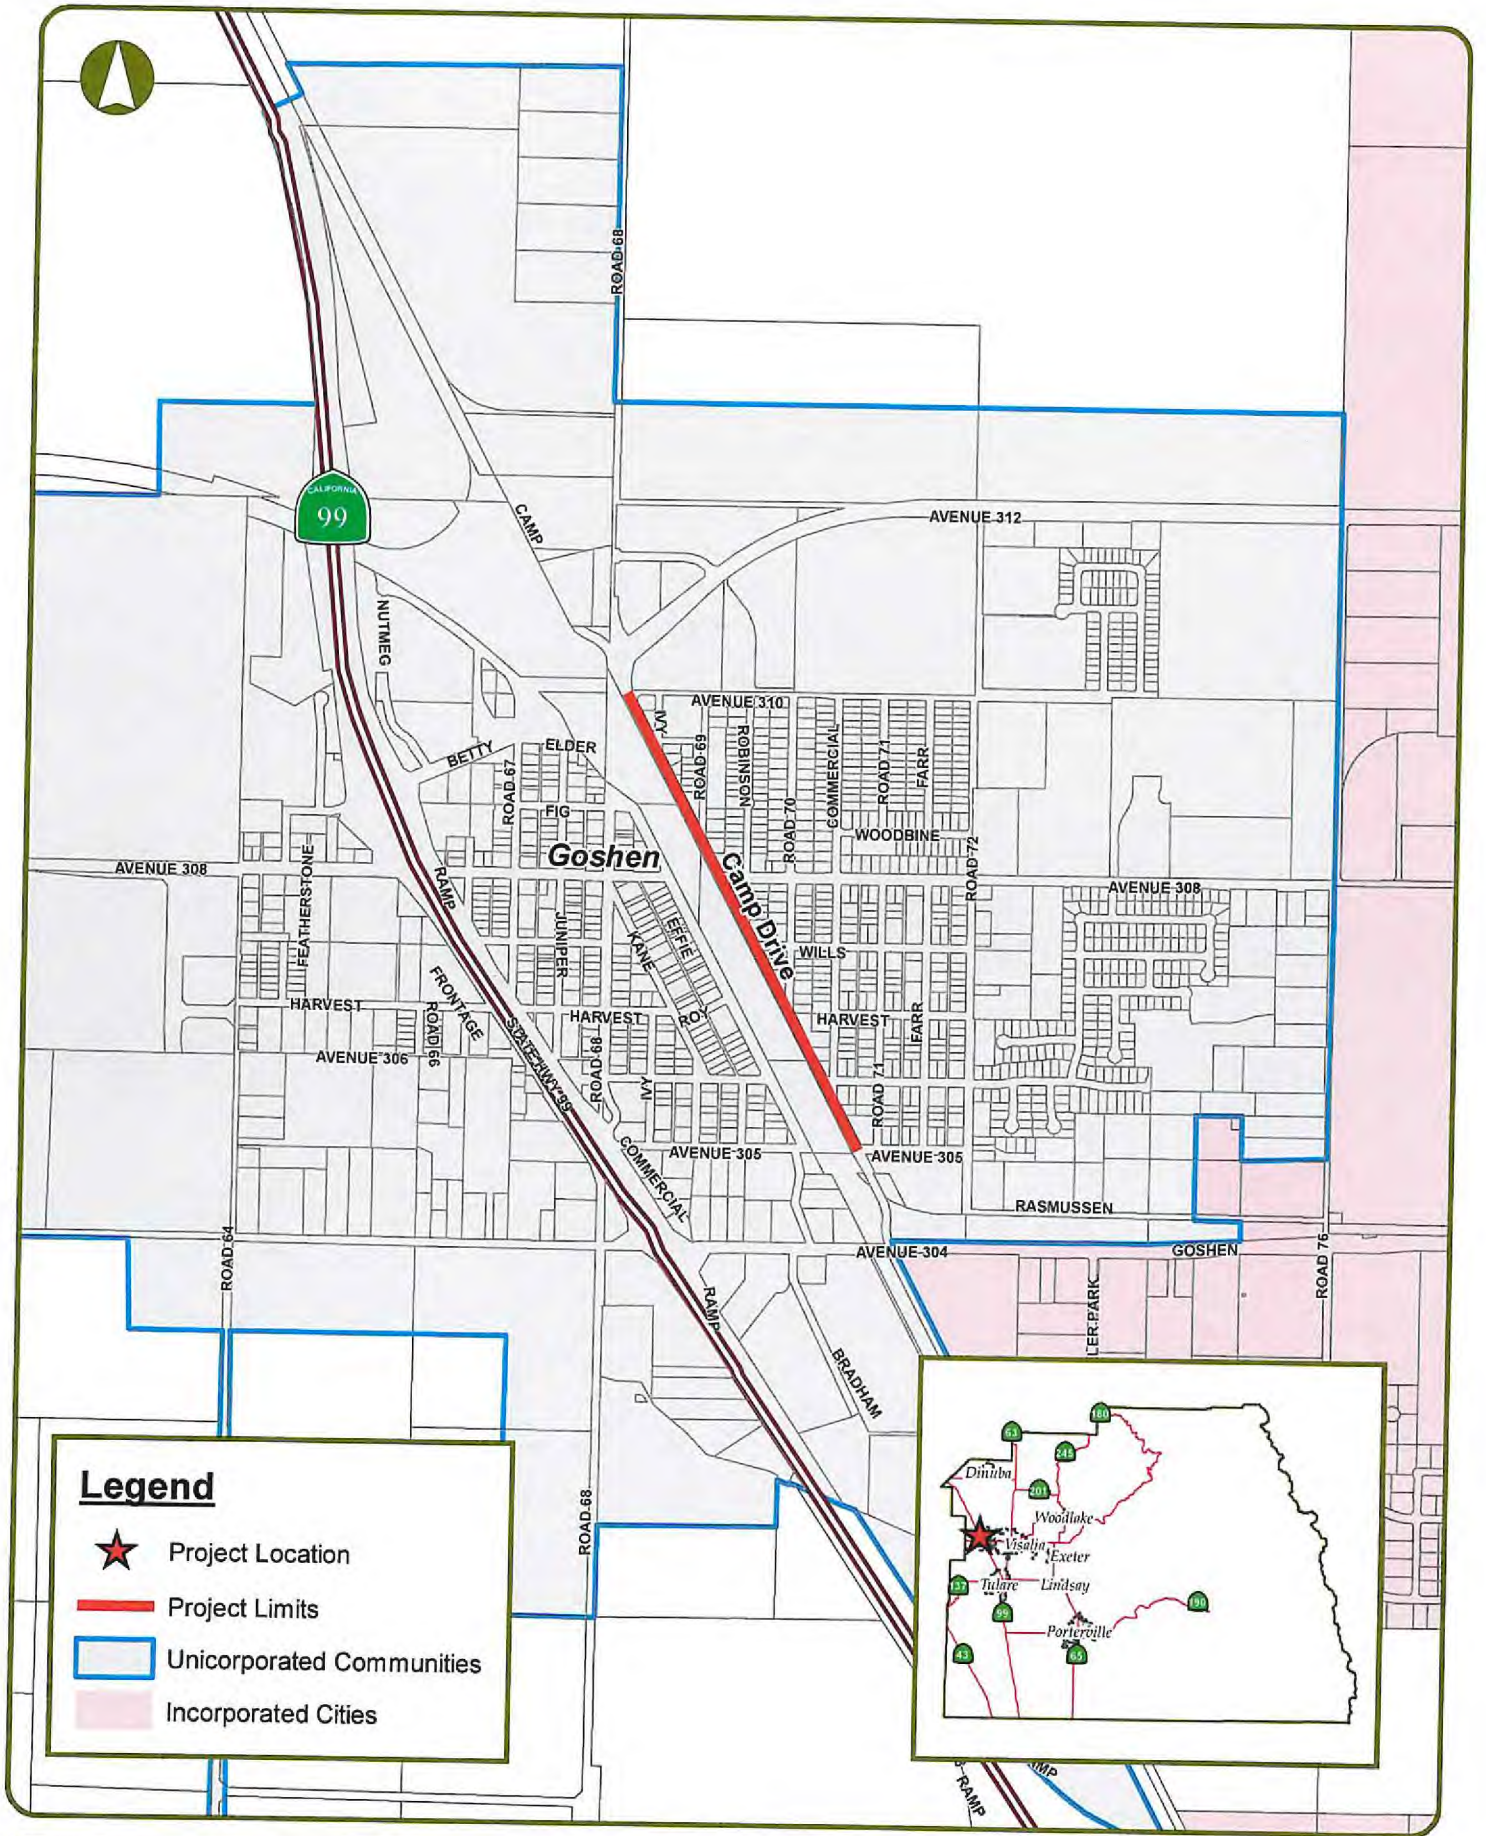 ROAD 68
CALIFORNIA
99
CAMP
AVENUE 312
NUTMEG
AVENUE 310
IVY
ROBINSON
COMMERCIAL
ROAD 69
ROAD 71
FARR
BETTY
ELDER
ROAD 67
FIG
ROAD 70
WOODBINE
Goshen
ROAD 72
AVENUE 308
FEATHERSTONE
RAMP
Camp Drive
AVENUE 308
JUNIPER
KANE
EFFIE
WILLS
FRONTAGE
HARVEST
ROAD 66
HARVEST
ROY
HARVEST
FARR
STATE HWY 99
AVENUE 306
ROAD 68
IVY
ROAD 71
COMMERCIAL
AVENUE 305
AVENUE 305
RASMUSSEN
ROAD 64
AVENUE 304
GOSHEN
ROAD 76
RAMP
LER PARK
BRADHAM
ROAD 68
Legend
Project Location
Project Limits
Unicorporated Communities
Incorporated Cities
180
63
245
Dinuba
201
Woodlake
Visalia
Exeter
137
Tulare
Lindsay
99
190
Porterville
43
65
RAMP